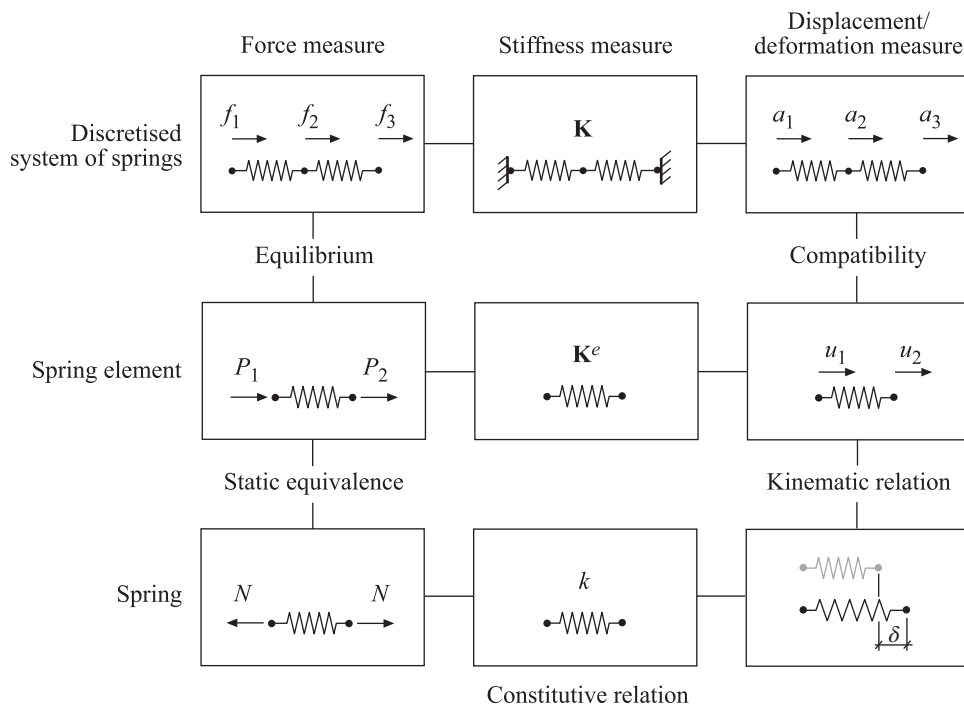 Force measure
Stiffness measure
Displacement/
deformation measure
Discretised
system of springs
f1 f2 f3
K
a1 a2 a3
Equilibrium
Compatibility
Spring element
P1 P2
K^e
u1 u2
Static equivalence
Kinematic relation
Spring
N N
k
δ
Constitutive relation